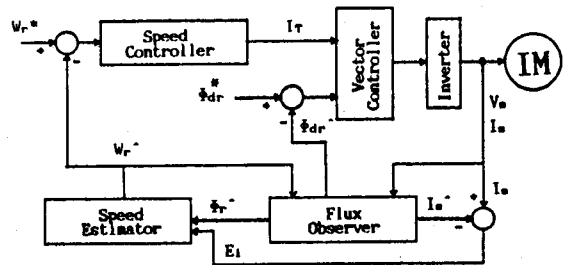 Wr*
+
-
Speed
Controller
Iτ
Vector
Controller
Inverter
IM
Φdr*
+
-
Φdr^
Vs
Is
Wr^
Is
Speed
Estimator
Φr^
Flux
Observer
Is^
+
-
Ei